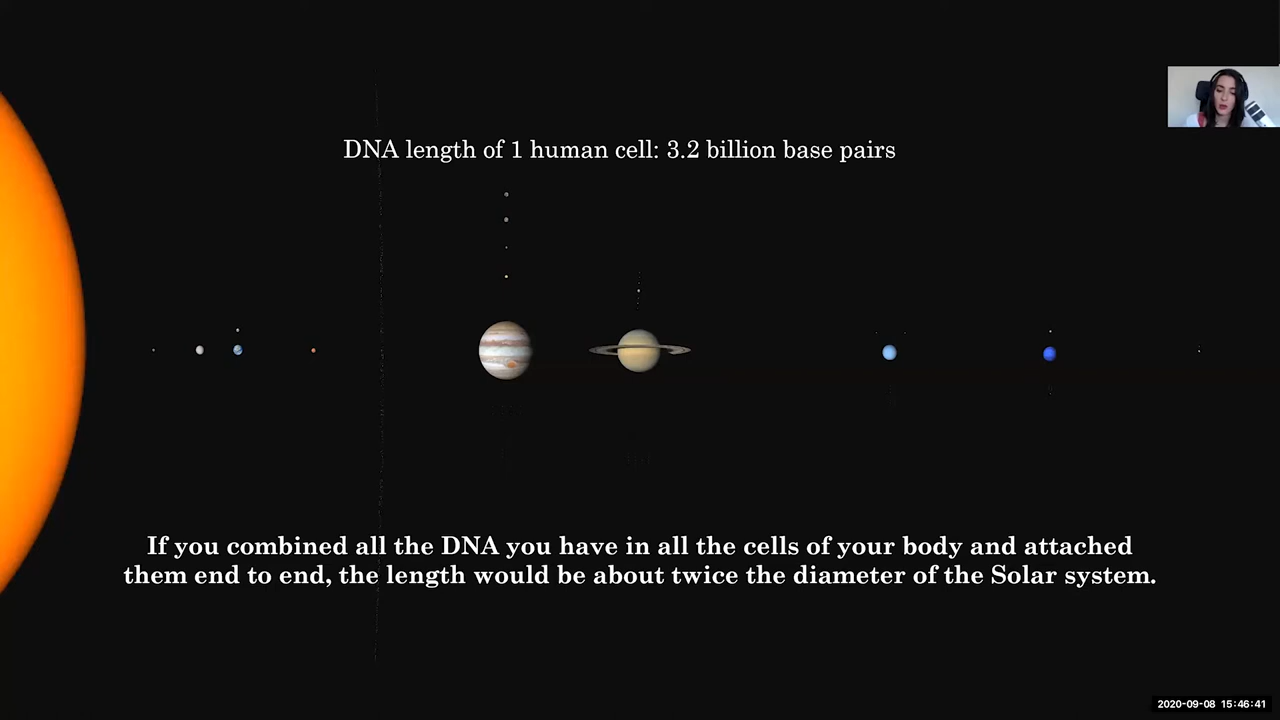 DNA length of 1 human cell: 3.2 billion base pairs
If you combined all the DNA you have in all the cells of your body and attached
them end to end, the length would be about twice the diameter of the Solar system.
2020-09-08 15:46:41